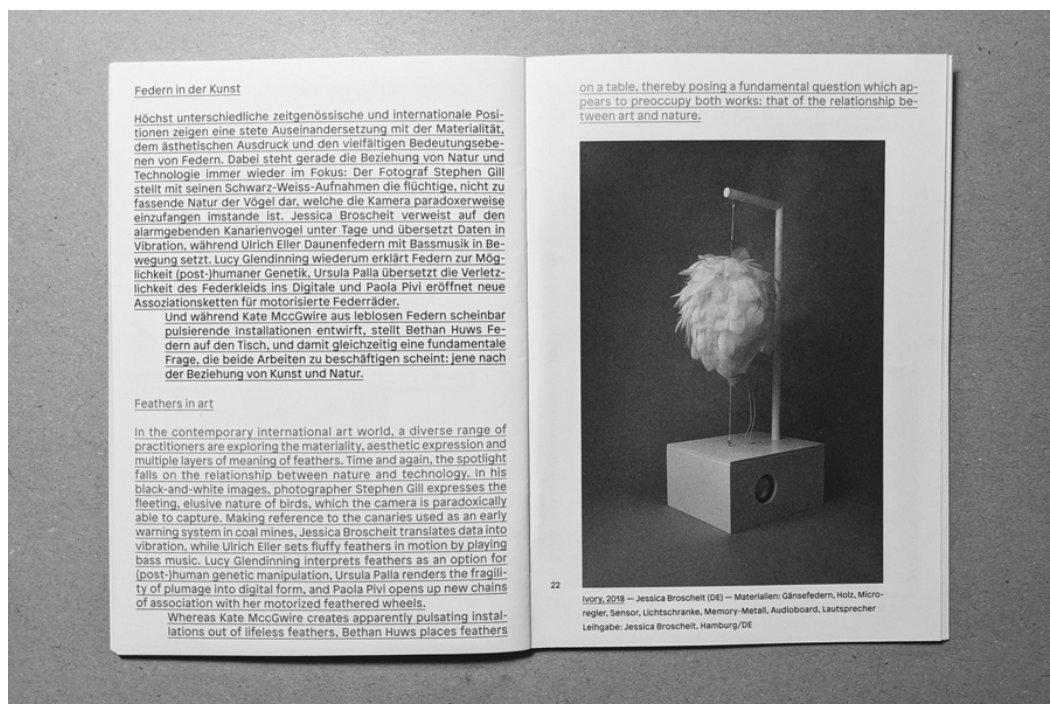 Federn in der Kunst
Höchst unterschiedliche zeitgenössische und internationale Posi-
tionen zeigen eine stete Auseinandersetzung mit der Materialität,
dem ästhetischen Ausdruck und den vielfältigen Bedeutungsebe-
nen von Federn. Dabei steht gerade die Beziehung von Natur und
Technologie immer wieder im Fokus: Der Fotograf Stephen Gill
stellt mit seinen Schwarz-Weiss-Aufnahmen die flüchtige, nicht zu
fassende Natur der Vögel dar, welche die Kamera paradoxerweise
einzufangen imstande ist. Jessica Broscheit verweist auf den
alarmgebenden Kanarienvogel unter Tage und übersetzt Daten in
Vibration, während Ulrich Eller Daunenfedern mit Bassmusik in Be-
wegung setzt. Lucy Glendinning wiederum erklärt Federn zur Mög-
lichkeit (post-)humaner Genetik, Ursula Palla übersetzt die Verletz-
lichkeit des Federkleids ins Digitale und Paola Pivi eröffnet neue
Assoziationsketten für motorisierte Federräder.
Und während Kate MccGwire aus leblosen Federn scheinbar
pulsierende Installationen entwirft, stellt Bethan Huws Fe-
dern auf den Tisch, und damit gleichzeitig eine fundamentale
Frage, die beide Arbeiten zu beschäftigen scheint: jene nach
der Beziehung von Kunst und Natur.
Feathers in art
In the contemporary international art world, a diverse range of
practitioners are exploring the materiality, aesthetic expression and
multiple layers of meaning of feathers. Time and again, the spotlight
falls on the relationship between nature and technology. In his
black-and-white images, photographer Stephen Gill expresses the
fleeting, elusive nature of birds, which the camera is paradoxically
able to capture. Making reference to the canaries used as an early
warning system in coal mines, Jessica Broscheit translates data into
vibration, while Ulrich Eller sets fluffy feathers in motion by playing
bass music. Lucy Glendinning interprets feathers as an option for
(post-)human genetic manipulation, Ursula Palla renders the fragili-
ty of plumage into digital form, and Paola Pivi opens up new chains
of association with her motorized feathered wheels.
Whereas Kate MccGwire creates apparently pulsating instal-
lations out of lifeless feathers, Bethan Huws places feathers
on a table, thereby posing a fundamental question which ap-
pears to preoccupy both works: that of the relationship be-
tween art and nature.
22
Ivory, 2018 — Jessica Broscheit (DE) — Materialien: Gänsefedern, Holz, Micro-
regler, Sensor, Lichtschranke, Memory-Metall, Audioboard, Lautsprecher
Leihgabe: Jessica Broscheit, Hamburg/DE